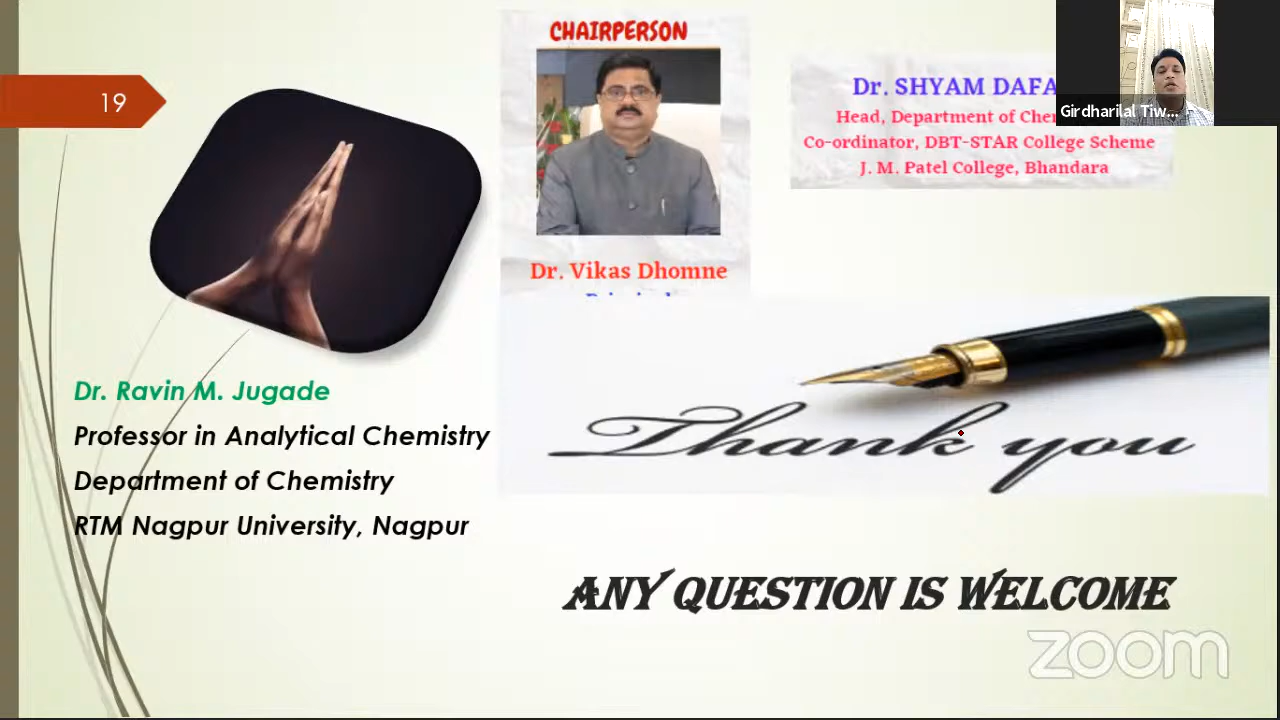 19
CHAIRPERSON
Dr. Vikas Dhomne
Dr. SHYAM
Head, Department of
Co-ordinator, DBT-STAR College Scheme
J. M. Patel College, Bhandara
Girdharilal Tiw...
Dr. Ravin M. Jugade
Professor in Analytical Chemistry
Department of Chemistry
RTM Nagpur University, Nagpur
Thank you
ANY QUESTION IS WELCOME
zoom